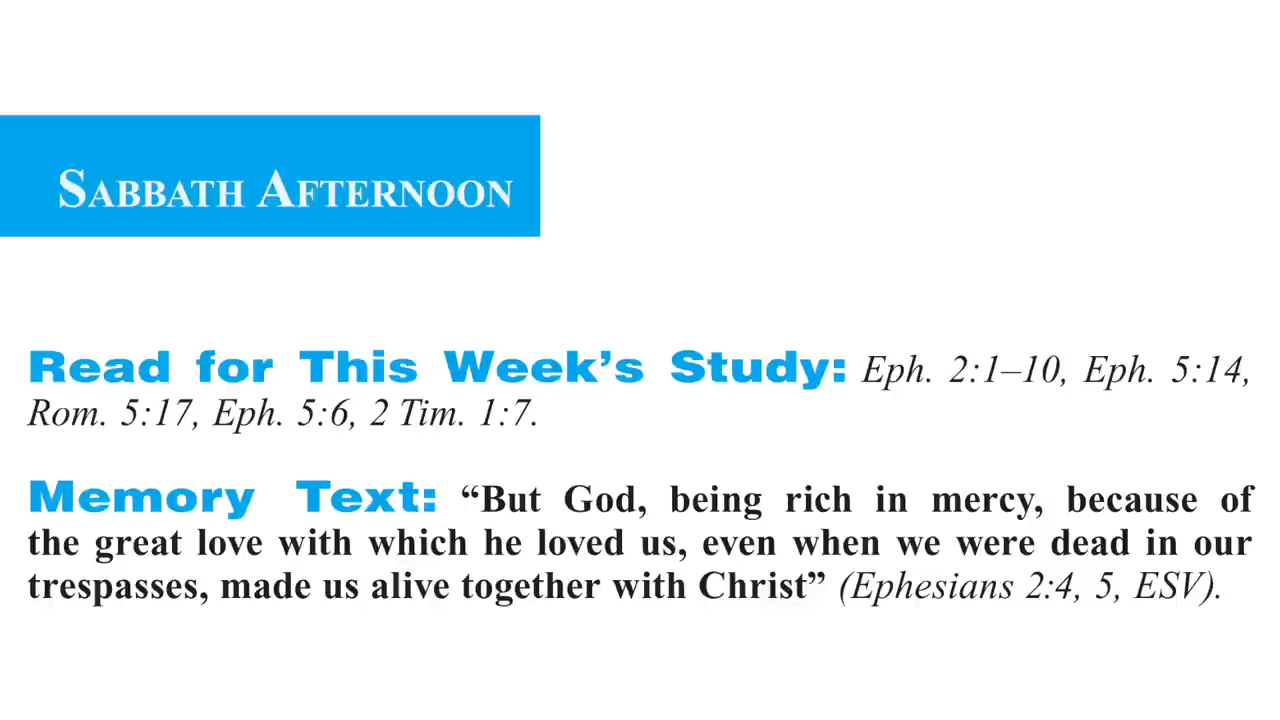 SABBATH AFTERNOON
Read for This Week’s Study: Eph. 2:1–10, Eph. 5:14,
Rom. 5:17, Eph. 5:6, 2 Tim. 1:7.
Memory Text: “But God, being rich in mercy, because of
the great love with which he loved us, even when we were dead in our
trespasses, made us alive together with Christ” (Ephesians 2:4, 5, ESV).